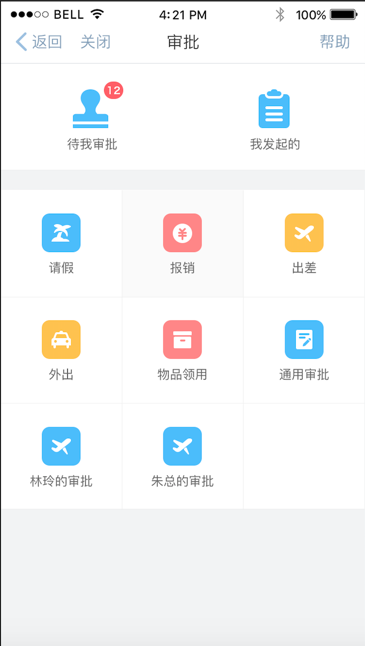 BELL 4:21 PM 100%
返回 关闭 审批 帮助
12
待我审批 我发起的
请假 报销 出差
外出 物品领用 通用审批
林玲的审批 朱总的审批